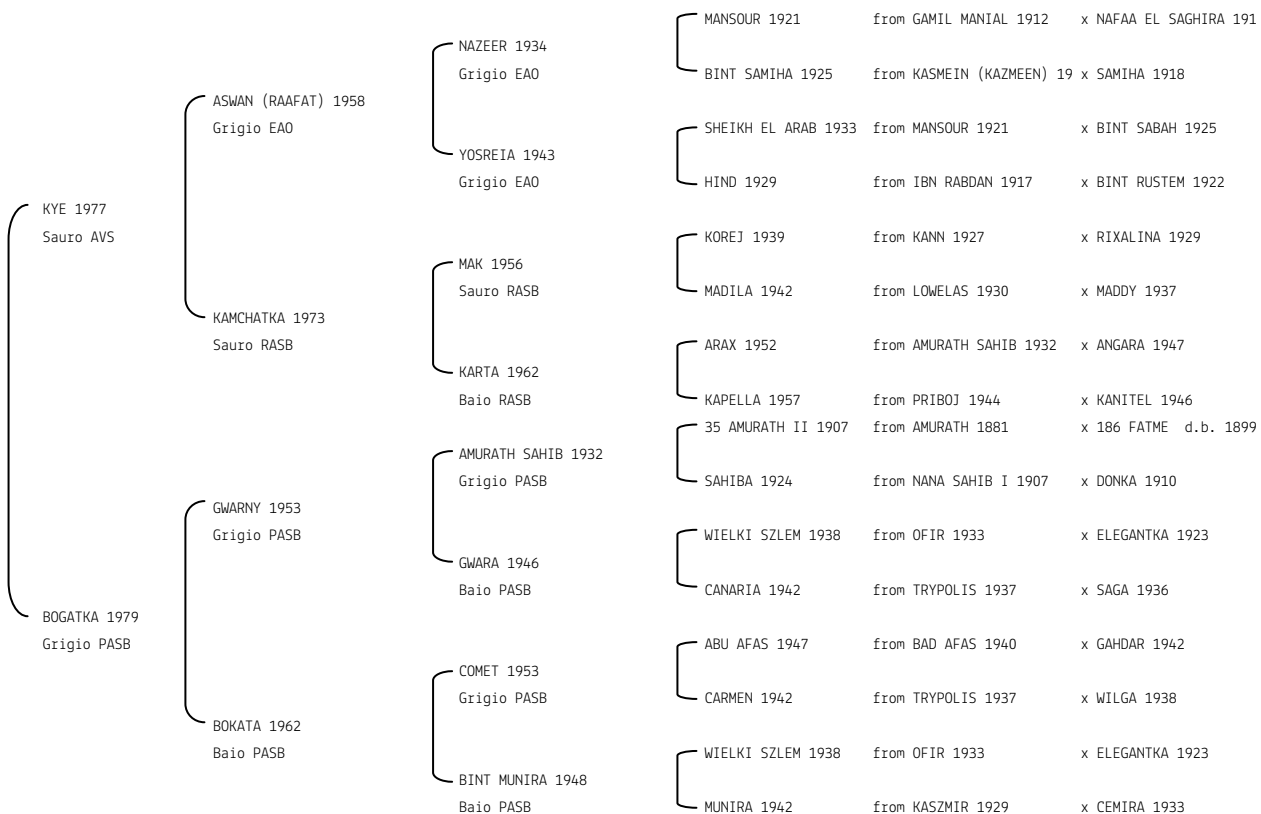 MANSOUR 1921 from GAMIL MANIAL 1912 x NAFAA EL SAGHIRA 191
NAZEER 1934
Grigio EAO
BINT SAMIHA 1925 from KASMEIN (KAZMEEN) 19 x SAMIHA 1918
ASWAN (RAAFAT) 1958
Grigio EAO
SHEIKH EL ARAB 1933 from MANSOUR 1921 x BINT SABAH 1925
YOSREIA 1943
Grigio EAO
HIND 1929 from IBN RABDAN 1917 x BINT RUSTEM 1922
KYE 1977
Sauro AVS
KOREJ 1939 from KANN 1927 x RIXALINA 1929
MAK 1956
Sauro RASB
MADILA 1942 from LOWELAS 1930 x MADDY 1937
KAMCHATKA 1973
Sauro RASB
ARAX 1952 from AMURATH SAHIB 1932 x ANGARA 1947
KARTA 1962
Baio RASB
KAPELLA 1957 from PRIBOJ 1944 x KANITEL 1946
35 AMURATH II 1907 from AMURATH 1881 x 186 FATME d.b. 1899
AMURATH SAHIB 1932
Grigio PASB
SAHIBA 1924 from NANA SAHIB I 1907 x DONKA 1910
GWARNY 1953
Grigio PASB
WIELKI SZLEM 1938 from OFIR 1933 x ELEGANTKA 1923
GWARA 1946
Baio PASB
CANARIA 1942 from TRYPOLIS 1937 x SAGA 1936
BOGATKA 1979
Grigio PASB
ABU AFAS 1947 from BAD AFAS 1940 x GAHDAR 1942
COMET 1953
Grigio PASB
CARMEN 1942 from TRYPOLIS 1937 x WILGA 1938
BOKATA 1962
Baio PASB
WIELKI SZLEM 1938 from OFIR 1933 x ELEGANTKA 1923
BINT MUNIRA 1948
Baio PASB
MUNIRA 1942 from KASZMIR 1929 x CEMIRA 1933